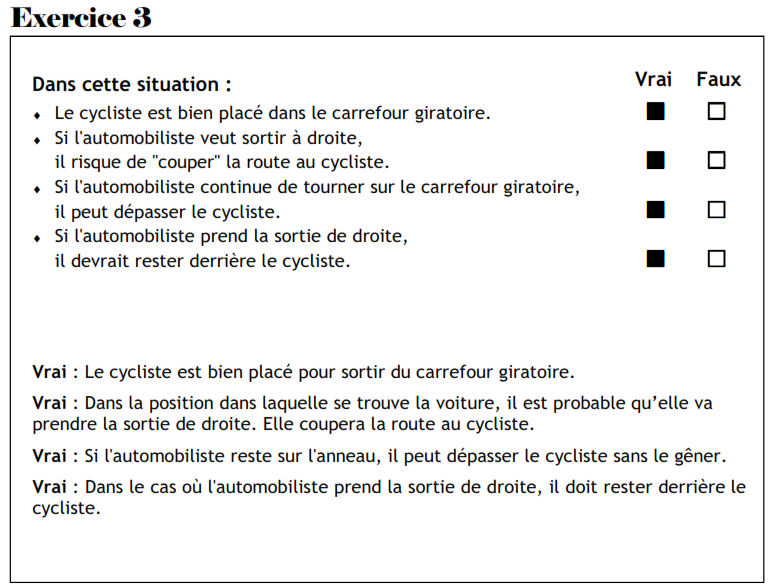 Exercice 3
Dans cette situation :
Vrai Faux
♦ Le cycliste est bien placé dans le carrefour giratoire.
♦ Si l'automobiliste veut sortir à droite,
il risque de "couper" la route au cycliste.
♦ Si l'automobiliste continue de tourner sur le carrefour giratoire,
il peut dépasser le cycliste.
♦ Si l'automobiliste prend la sortie de droite,
il devrait rester derrière le cycliste.
Vrai : Le cycliste est bien placé pour sortir du carrefour giratoire.
Vrai : Dans la position dans laquelle se trouve la voiture, il est probable qu’elle va
prendre la sortie de droite. Elle coupera la route au cycliste.
Vrai : Si l'automobiliste reste sur l'anneau, il peut dépasser le cycliste sans le gêner.
Vrai : Dans le cas où l'automobiliste prend la sortie de droite, il doit rester derrière le
cycliste.